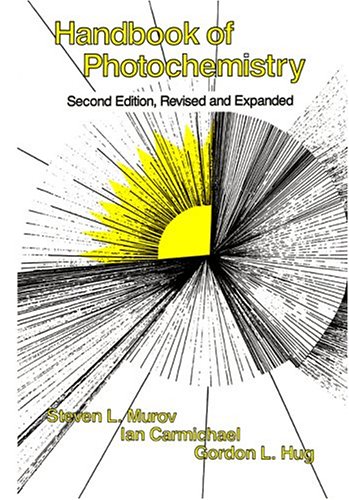 Handbook of
Photochemistry
Second Edition, Revised and Expanded
Steven L. Murov
Ian Carmichael
Gordon L. Hug